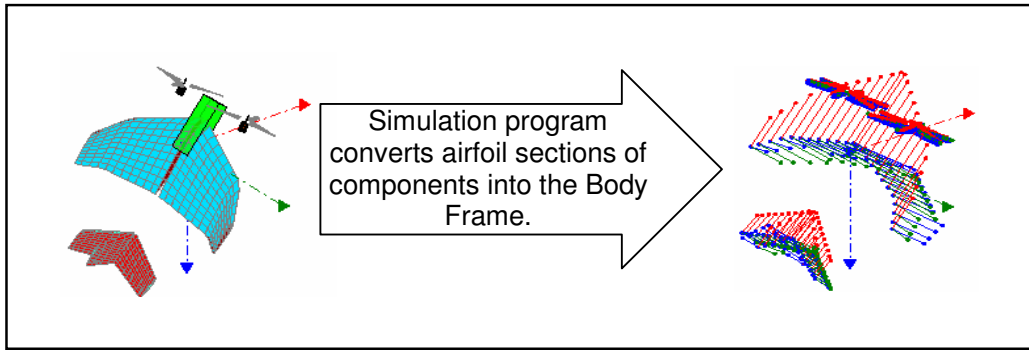 Simulation program
converts airfoil sections of
components into the Body
Frame.